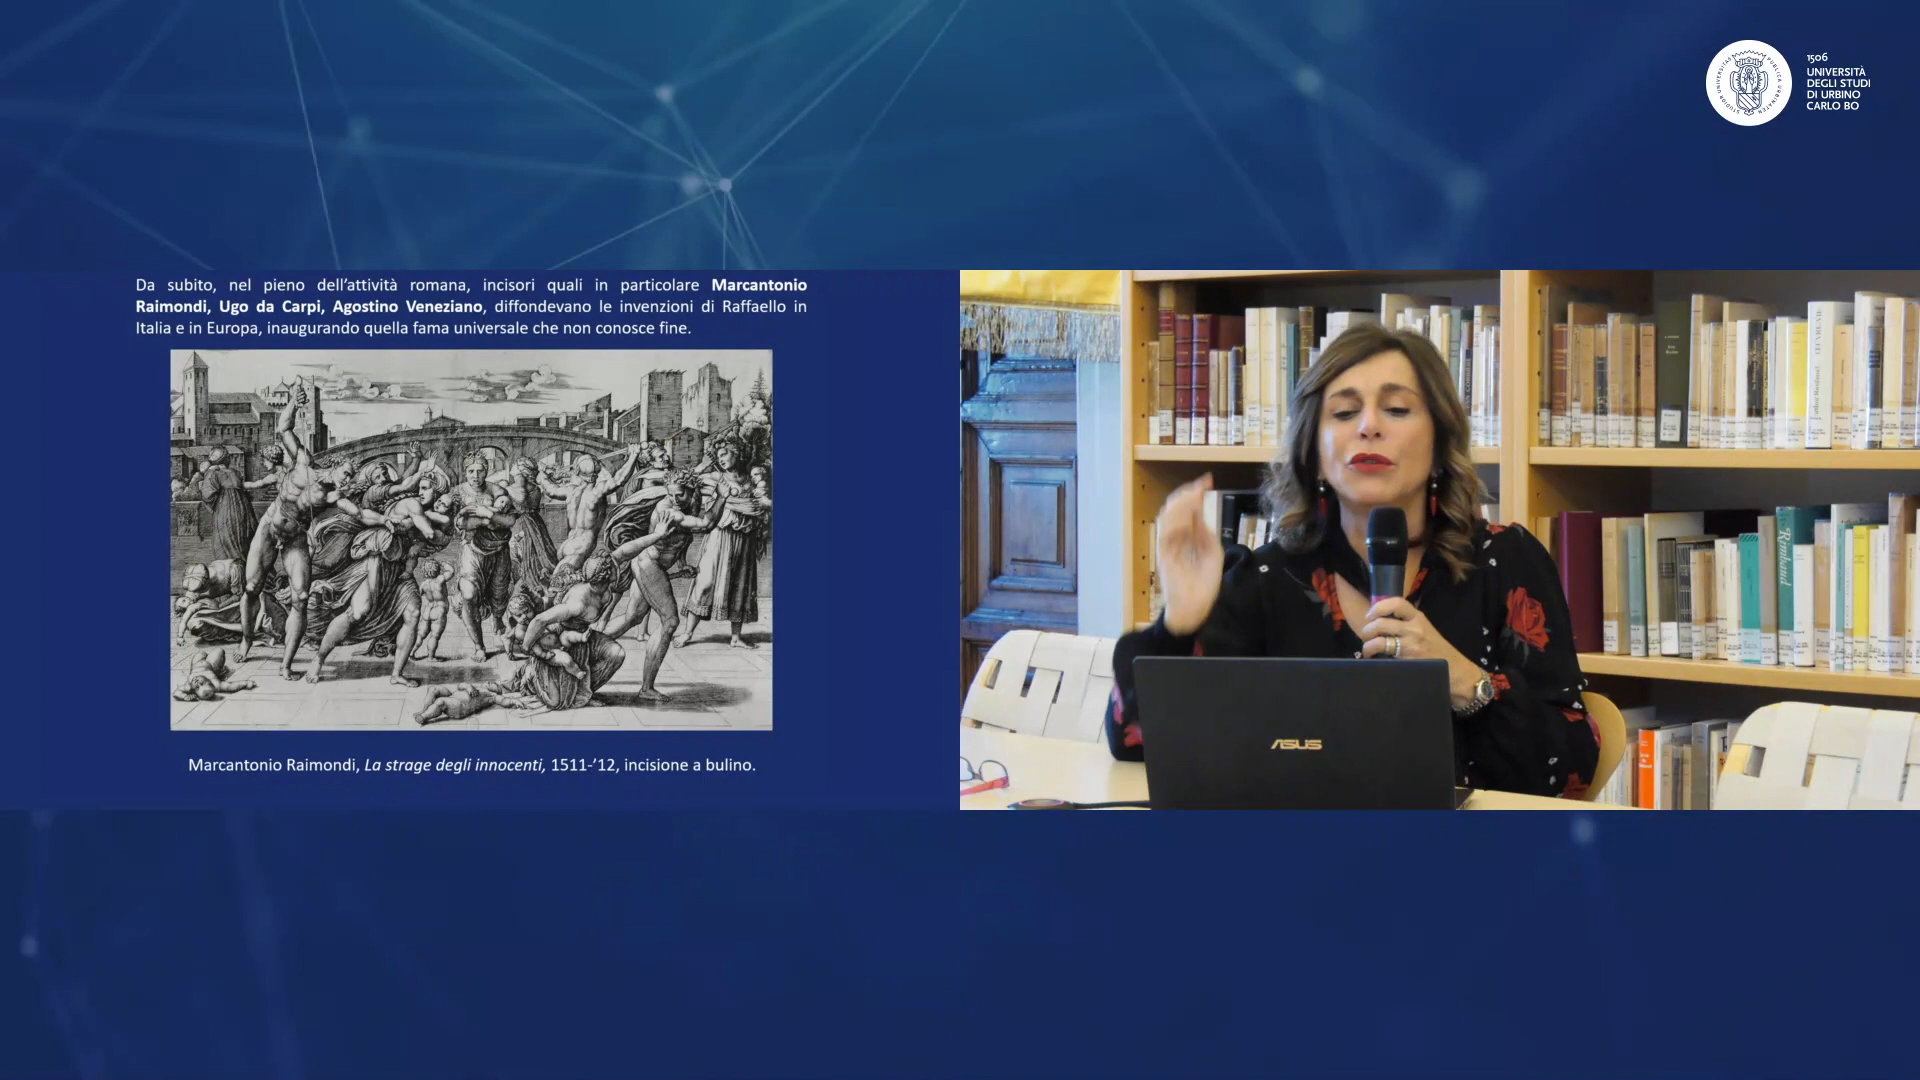 1506
UNIVERSITÀ
DEGLI STUDI
DI URBINO
CARLO BO
Da subito, nel pieno dell’attività romana, incisori quali in particolare Marcantonio
Raimondi, Ugo da Carpi, Agostino Veneziano, diffondevano le invenzioni di Raffaello in
Italia e in Europa, inaugurando quella fama universale che non conosce fine.
Marcantonio Raimondi, La strage degli innocenti, 1511-’12, incisione a bulino.
Rimbaud
ASUS